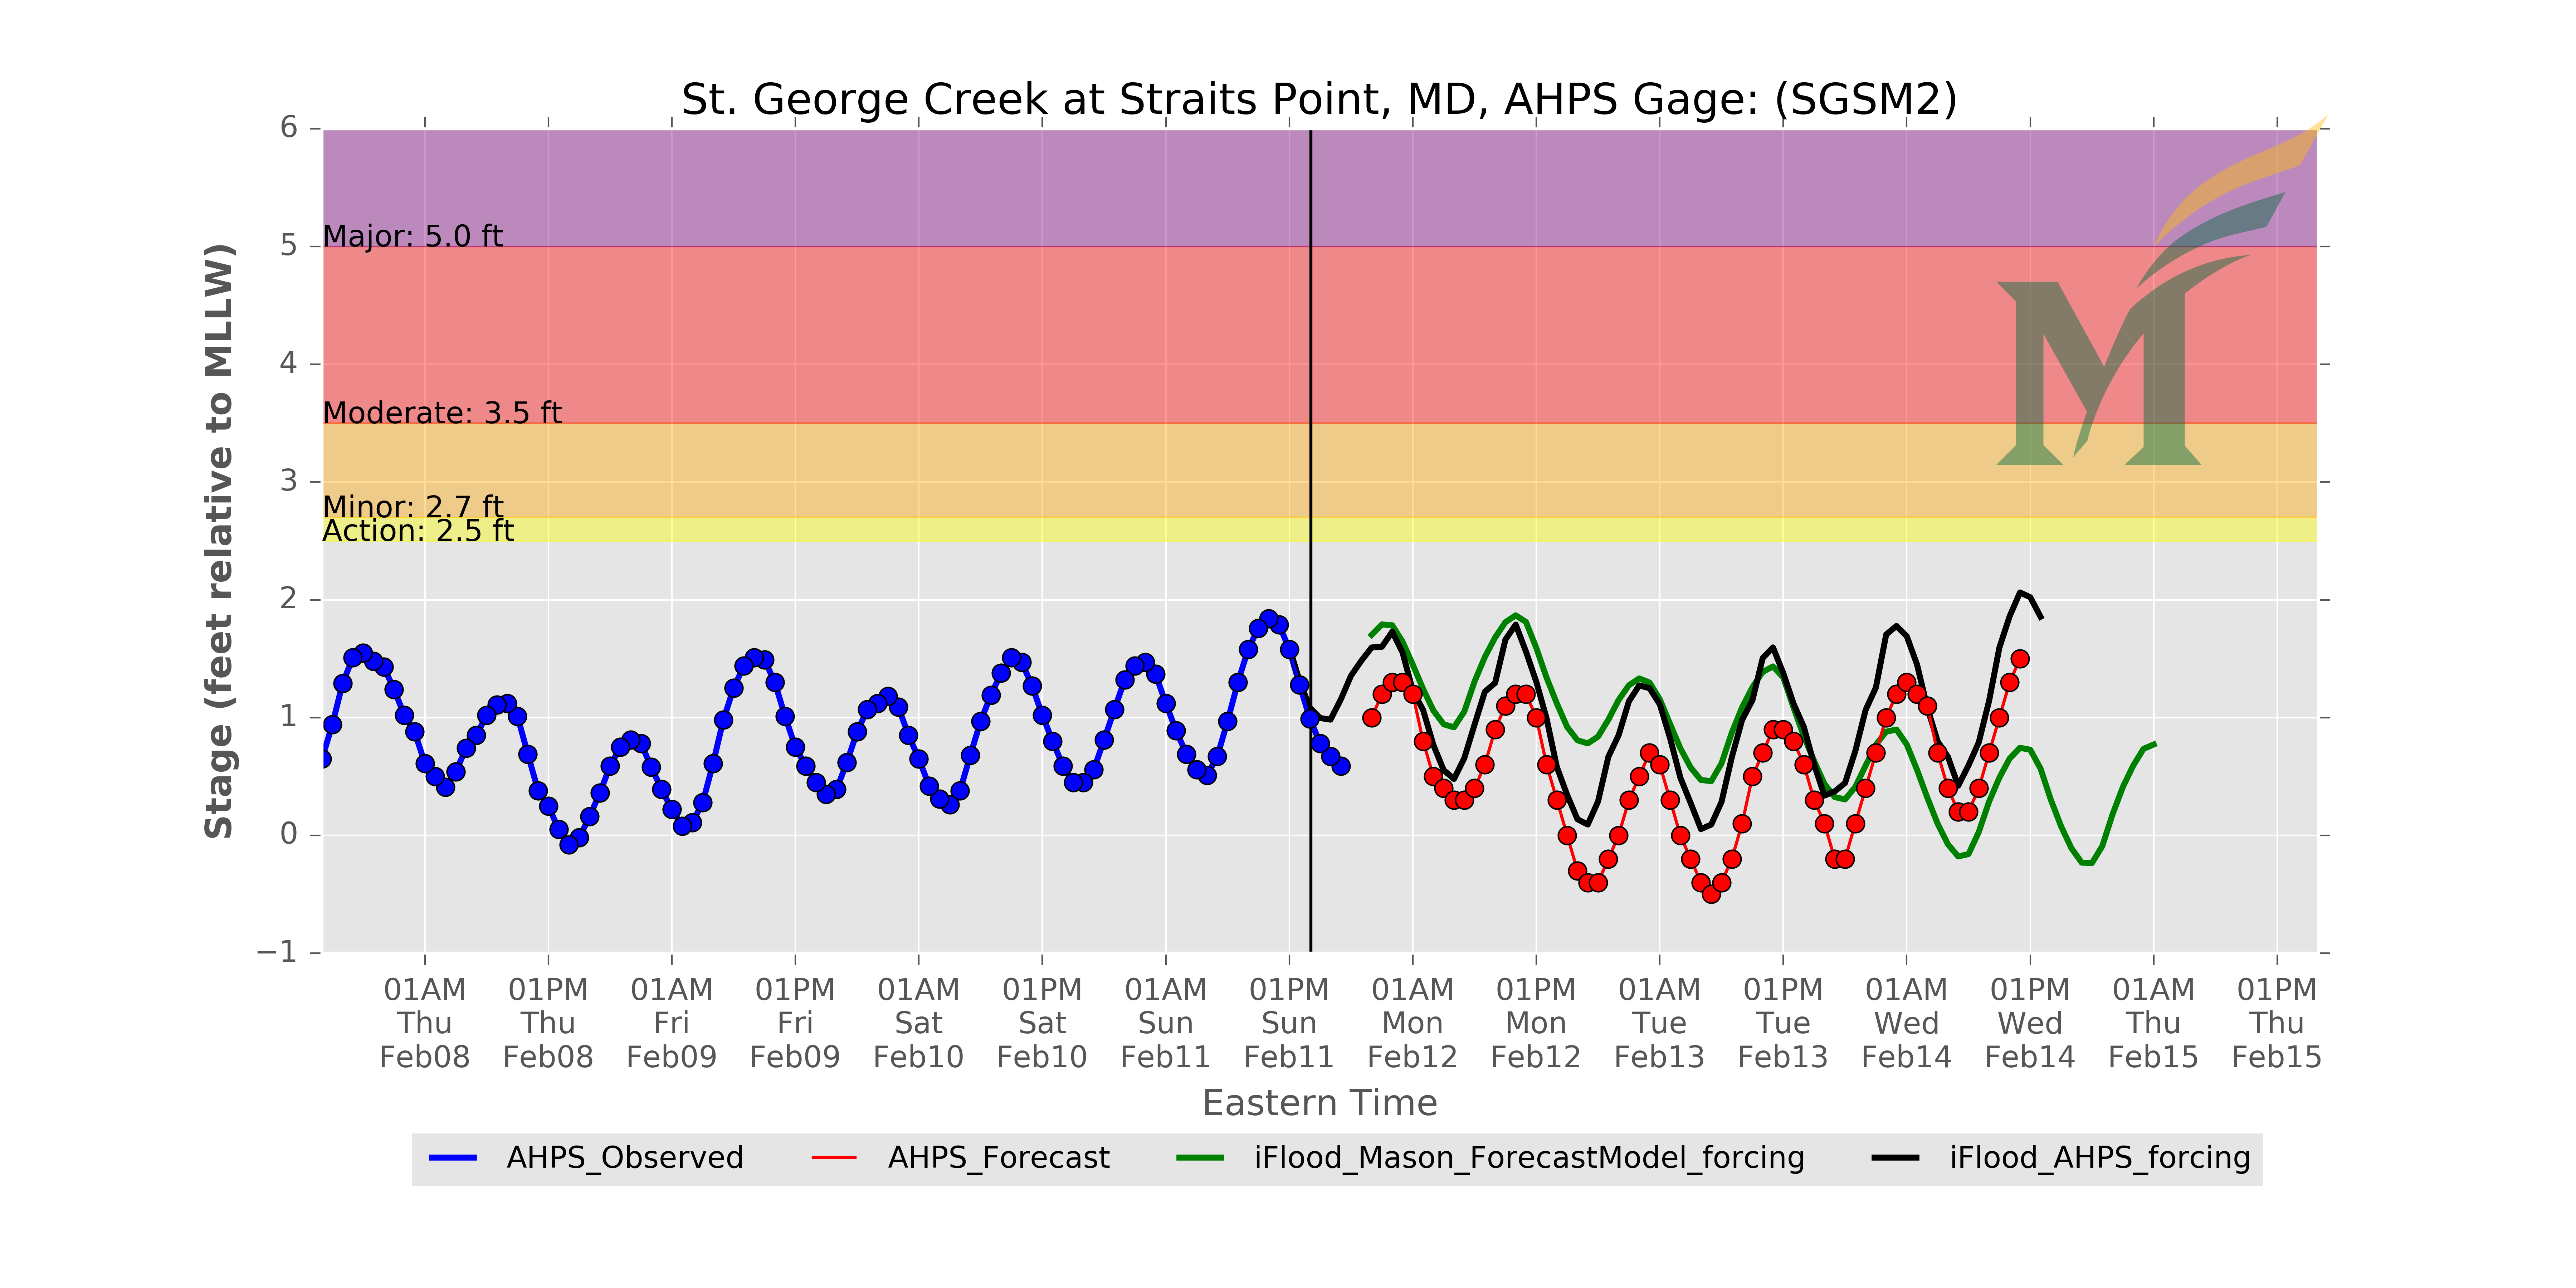 St. George Creek at Straits Point, MD, AHPS Gage: (SGSM2)
Stage (feet relative to MLLW)
6
5
4
3
2
1
0
−1
Major: 5.0 ft
Moderate: 3.5 ft
Minor: 2.7 ft
Action: 2.5 ft
M
01AM 01PM 01AM 01PM 01AM 01PM 01AM 01PM 01AM 01PM 01AM 01PM 01AM 01PM 01AM 01PM
Thu Thu Fri Fri Sat Sat Sun Sun Mon Mon Tue Tue Wed Wed Thu Thu
Feb08 Feb08 Feb09 Feb09 Feb10 Feb10 Feb11 Feb11 Feb12 Feb12 Feb13 Feb13 Feb14 Feb14 Feb15 Feb15
Eastern Time
AHPS_Observed AHPS_Forecast iFlood_Mason_ForecastModel_forcing iFlood_AHPS_forcing